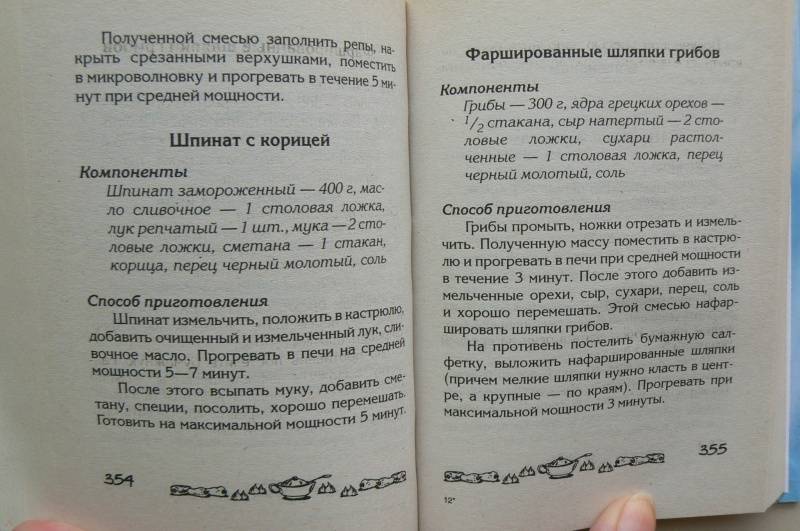 Полученной смесью заполнить репы, на-
крыть срезанными верхушками, поместить
в микроволновку и прогревать в течение 5 ми-
нут при средней мощности.
Шпинат с корицей
Компоненты
Шпинат замороженный — 400 г, мас-
ло сливочное — 1 столовая ложка,
лук репчатый — 1 шт., мука — 2 сто-
ловые ложки, сметана — 1 стакан,
корица, перец черный молотый, соль
Способ приготовления
Шпинат измельчить, положить в кастрюлю,
добавить очищенный и измельченный лук, сли-
вочное масло. Прогревать в печи на средней
мощности 5—7 минут.
После этого всыпать муку, добавить сме-
тану, специи, посолить, хорошо перемешать.
Готовить на максимальной мощности 5 минут.
354
Фаршированные шляпки грибов
Компоненты
Грибы — 300 г, ядра грецких орехов —
1/2 стакана, сыр натертый — 2 сто-
ловые ложки, сухари растол-
ченные — 1 столовая ложка, перец
черный молотый, соль
Способ приготовления
Грибы промыть, ножки отрезать и измель-
чить. Полученную массу поместить в кастрю-
лю и прогревать в печи при средней мощности
в течение 3 минут. После этого добавить из-
мельченные орехи, сыр, сухари, перец, соль
и хорошо перемешать. Этой смесью нафар-
шировать шляпки грибов.
На противень постелить бумажную сал-
фетку, выложить нафаршированные шляпки
(причем мелкие шляпки нужно класть в цент-
ре, а крупные — по краям). Прогревать при
максимальной мощности 3 минуты.
355
12*